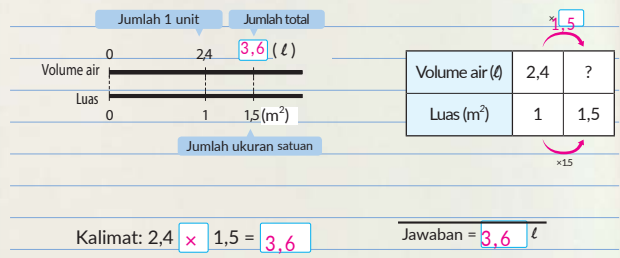 Jumlah 1 unit Jumlah total
0 2,4 3,6 (ℓ)
Volume air
Luas
0 1 1,5 (m²)
Jumlah ukuran satuan
× 1,5
Volume air (ℓ) 2,4 ?
Luas (m²) 1 1,5
×1.5
Kalimat: 2,4 × 1,5 = 3,6
Jawaban = 3,6 ℓ